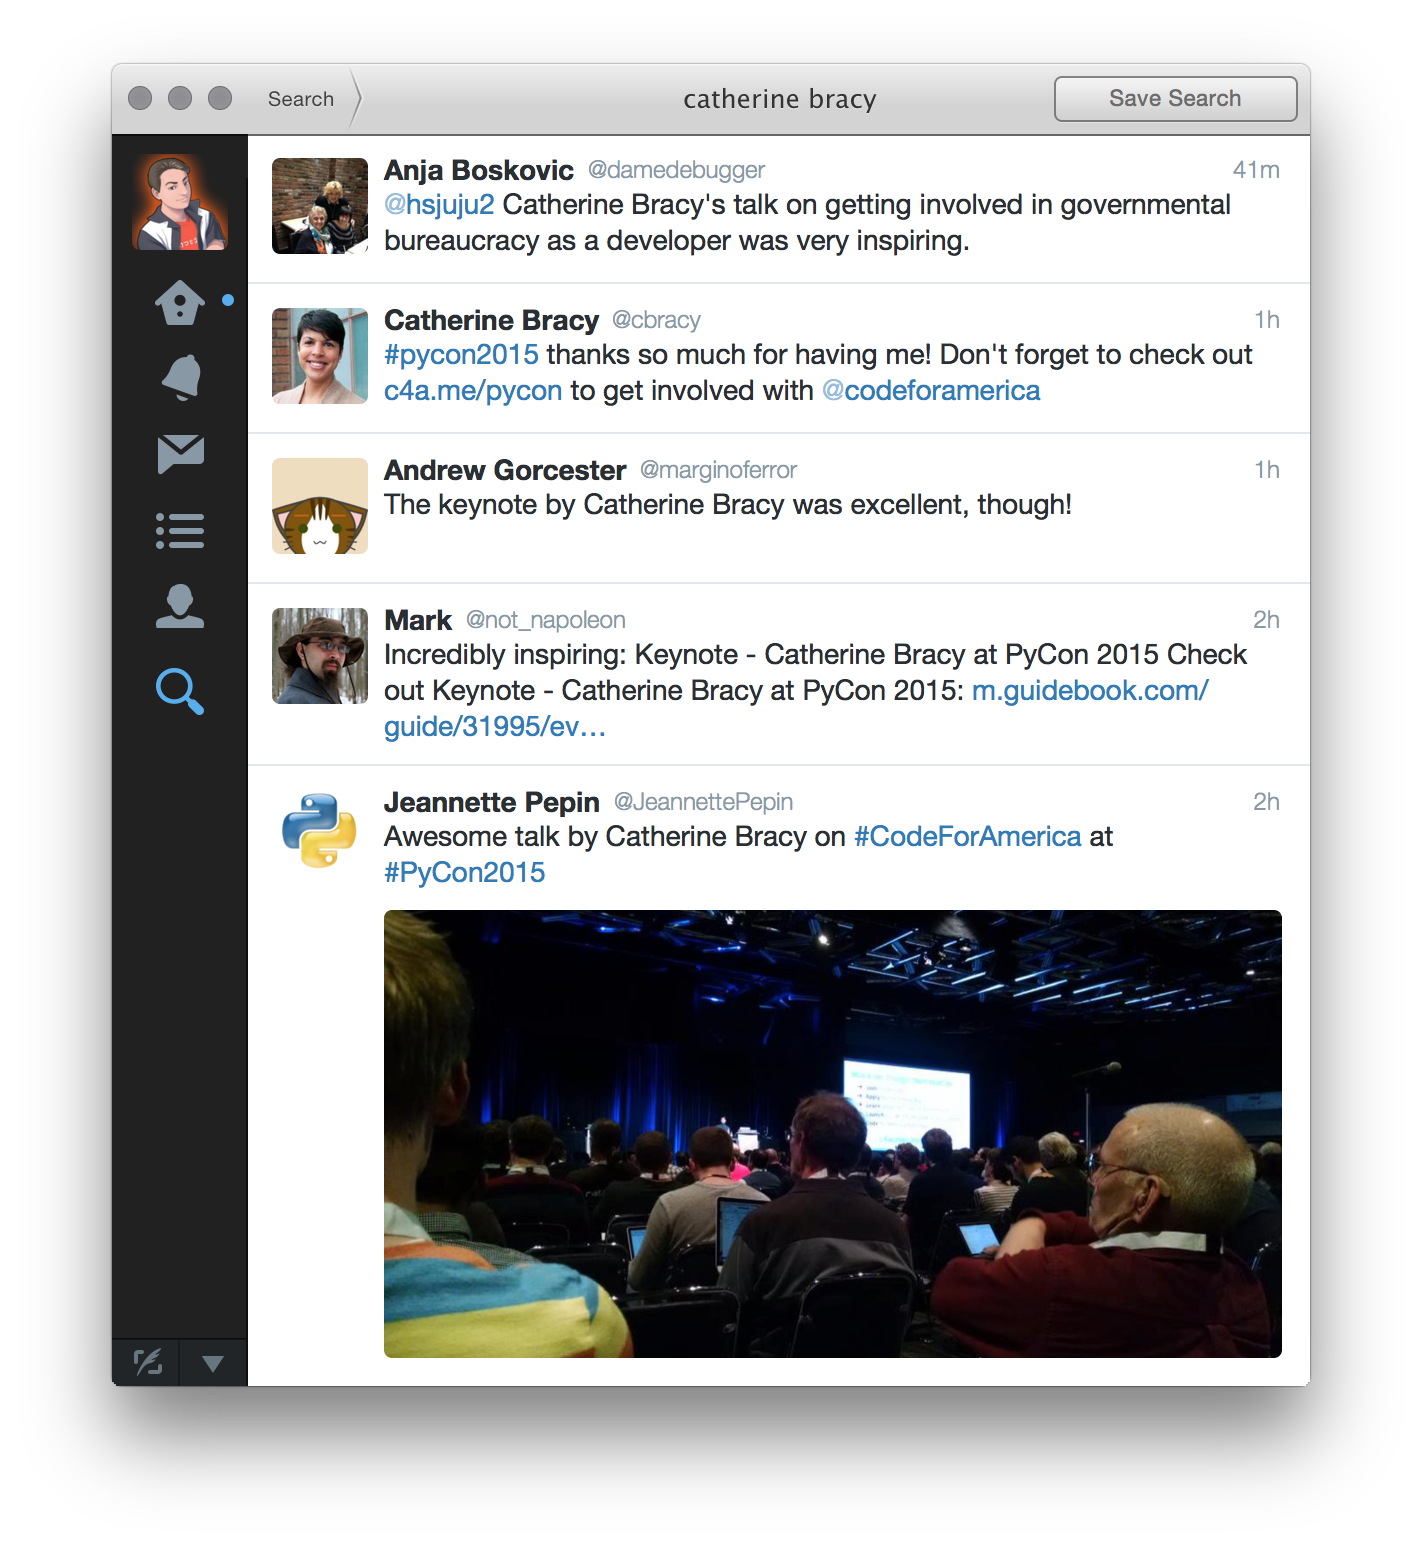 Search
catherine bracy
Save Search
Anja Boskovic @damedebugger 41m
@hsjuju2 Catherine Bracy's talk on getting involved in governmental
bureaucracy as a developer was very inspiring.
Catherine Bracy @cbracy 1h
#pycon2015 thanks so much for having me! Don't forget to check out
c4a.me/pycon to get involved with @codeforamerica
Andrew Gorcester @marginoferror 1h
The keynote by Catherine Bracy was excellent, though!
Mark @not_napoleon 2h
Incredibly inspiring: Keynote - Catherine Bracy at PyCon 2015 Check
out Keynote - Catherine Bracy at PyCon 2015: m.guidebook.com/
guide/31995/ev…
Jeannette Pepin @JeannettePepin 2h
Awesome talk by Catherine Bracy on #CodeForAmerica at
#PyCon2015